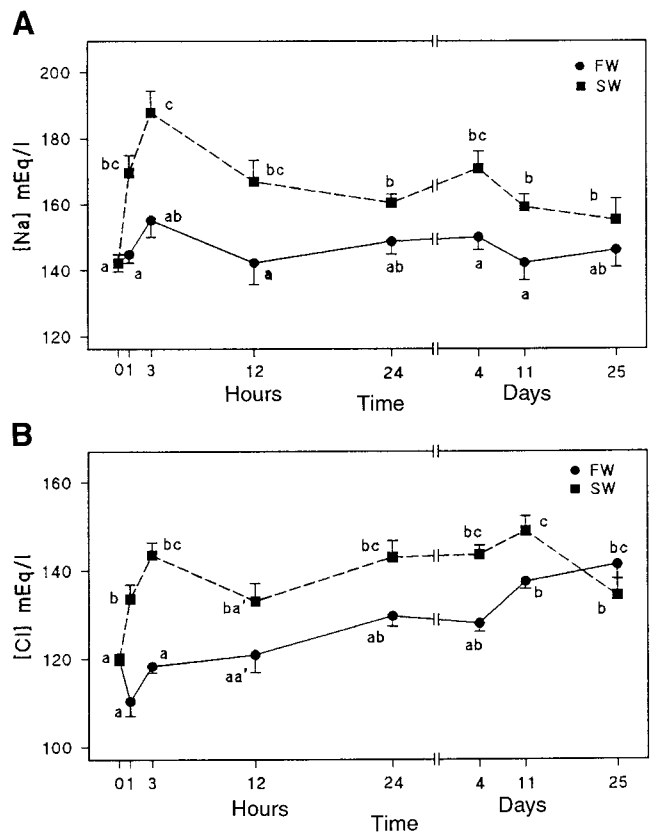 A
200
180
160
140
120
[Na] mEq/l
FW
SW
a
bc
c
bc
b
bc
b
b
a
ab
a
ab
a
a
ab
0 1 3 12 24 4 11 25
Hours Time Days
B
160
140
120
100
[Cl] mEq/l
FW
SW
a
b
bc
ba'
bc
bc
c
b
a
a
aa'
ab
ab
b
bc
0 1 3 12 24 4 11 25
Hours Time Days